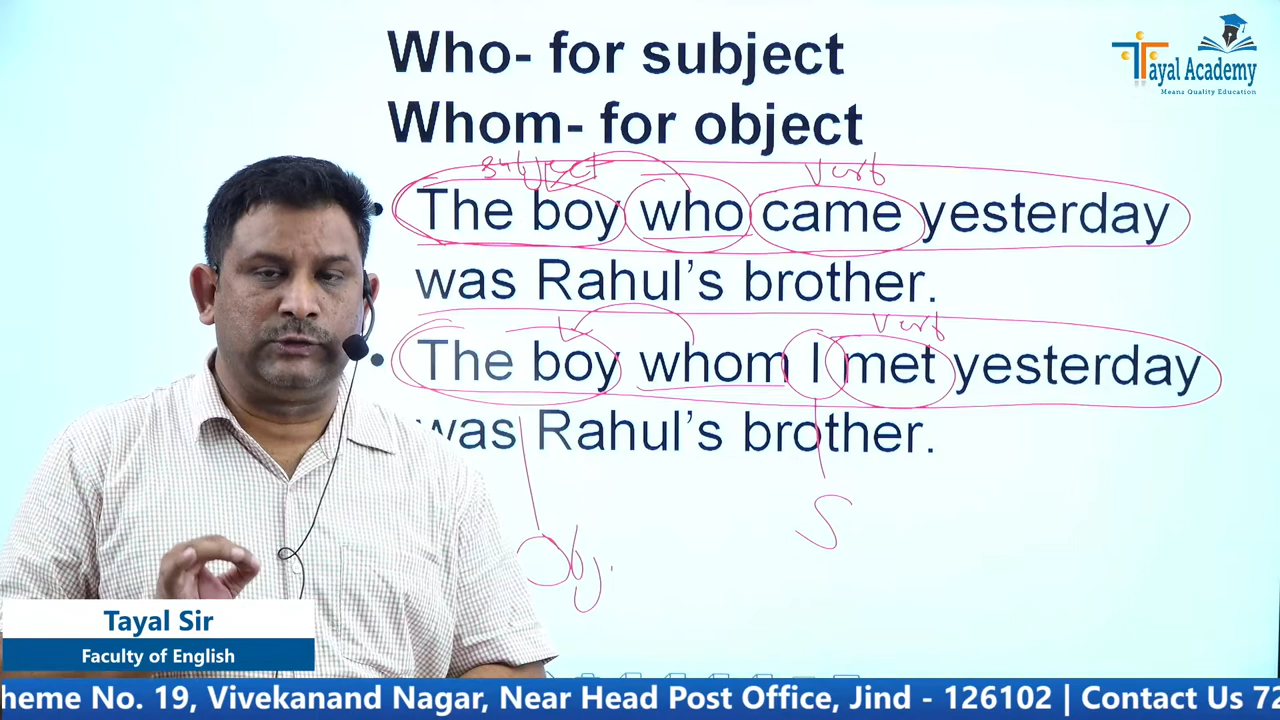 Who- for subject
Whom- for object
Tayal Academy
Means Quality Education
subject
verb
• The boy who came yesterday
was Rahul’s brother.
verb
• The boy whom I met yesterday
was Rahul’s brother.
S
Obj.
Tayal Sir
Faculty of English
heme No. 19, Vivekanand Nagar, Near Head Post Office, Jind - 126102 | Contact Us 72